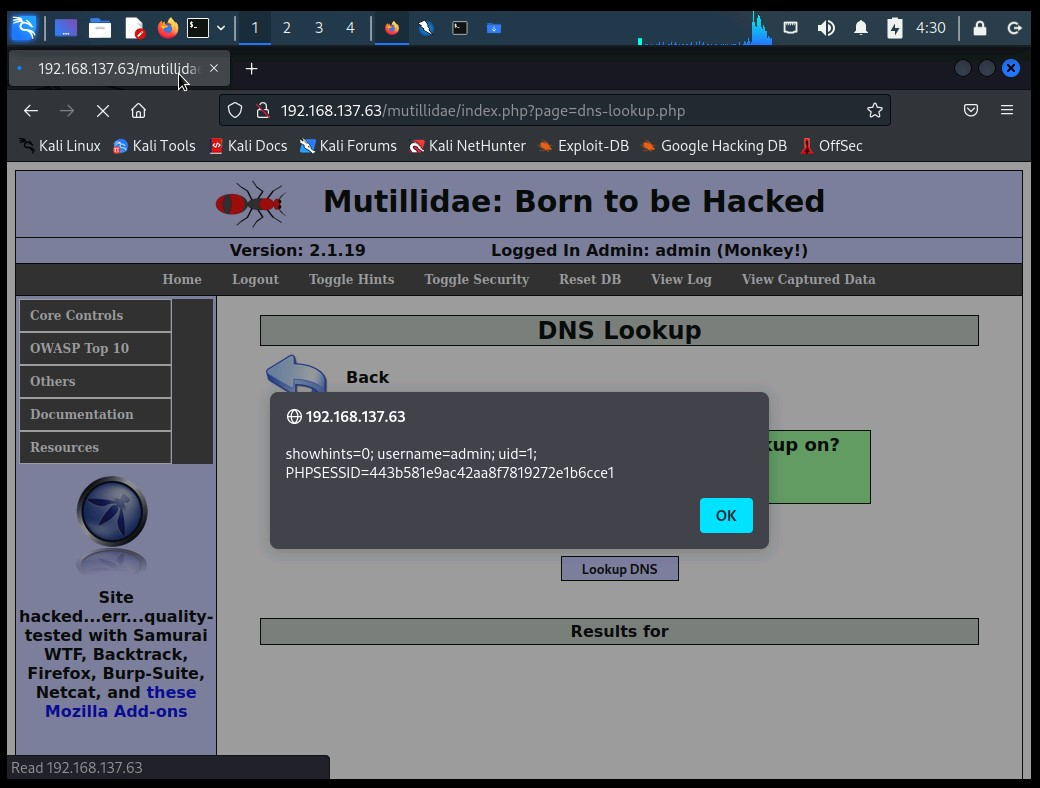 1 2 3 4
4:30
192.168.137.63/mutillida
192.168.137.63/mutillidae/index.php?page=dns-lookup.php
Kali Linux Kali Tools Kali Docs Kali Forums Kali NetHunter Exploit-DB Google Hacking DB OffSec
Mutillidae: Born to be Hacked
Version: 2.1.19 Logged In Admin: admin (Monkey!)
Home Logout Toggle Hints Toggle Security Reset DB View Log View Captured Data
Core Controls
OWASP Top 10
Others
Documentation
Resources
Site
hacked...err...quality-
tested with Samurai
WTF, Backtrack,
Firefox, Burp-Suite,
Netcat, and these
Mozilla Add-ons
DNS Lookup
Back
kup on?
192.168.137.63
showhints=0; username=admin; uid=1;
PHPSESSID=443b581e9ac42aa8f7819272e1b6cce1
OK
Lookup DNS
Results for
Read 192.168.137.63